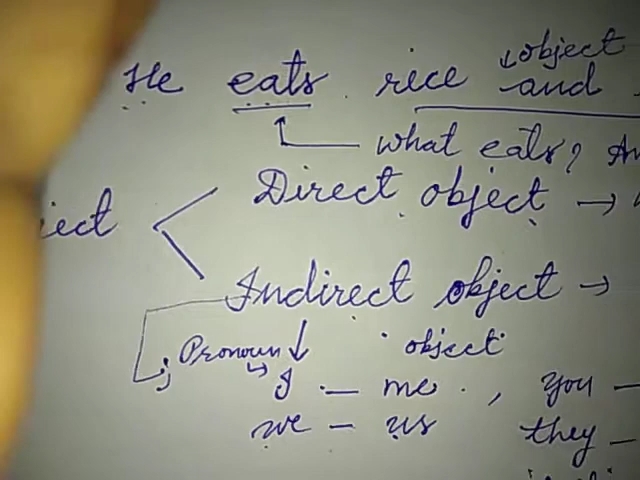 ↓object
He eats rice and
what eats? An
Direct object →
ject
Indirect object →
Pronoun ↓ object
I — me, you —
we — us they —